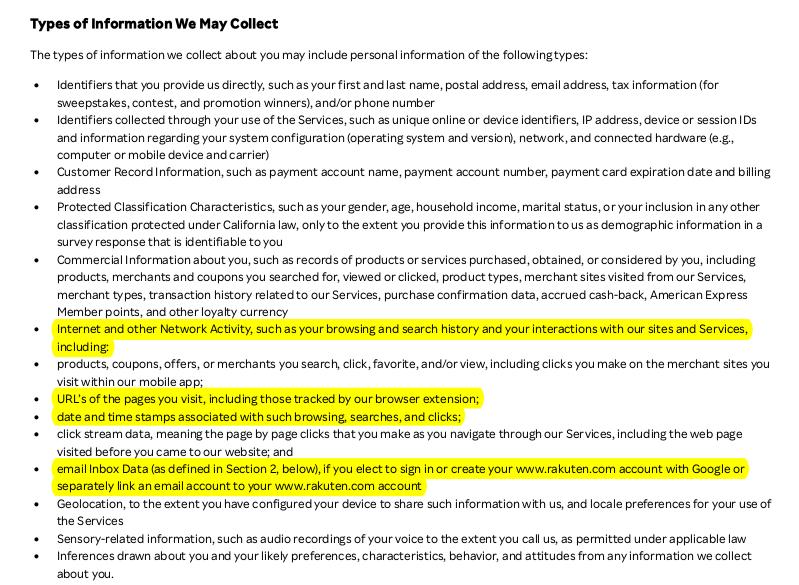 Types of Information We May Collect
The types of information we collect about you may include personal information of the following types:
• Identifiers that you provide us directly, such as your first and last name, postal address, email address, tax information (for
sweepstakes, contest, and promotion winners), and/or phone number
• Identifiers collected through your use of the Services, such as unique online or device identifiers, IP address, device or session IDs
and information regarding your system configuration (operating system and version), network, and connected hardware (e.g.,
computer or mobile device and carrier)
• Customer Record Information, such as payment account name, payment account number, payment card expiration date and billing
address
• Protected Classification Characteristics, such as your gender, age, household income, marital status, or your inclusion in any other
classification protected under California law, only to the extent you provide this information to us as demographic information in a
survey response that is identifiable to you
• Commercial Information about you, such as records of products or services purchased, obtained, or considered by you, including
products, merchants and coupons you searched for, viewed or clicked, product types, merchant sites visited from our Services,
merchant types, transaction history related to our Services, purchase confirmation data, accrued cash-back, American Express
Member points, and other loyalty currency
• Internet and other Network Activity, such as your browsing and search history and your interactions with our sites and Services,
including:
• products, coupons, offers, or merchants you search, click, favorite, and/or view, including clicks you make on the merchant sites you
visit within our mobile app;
• URL's of the pages you visit, including those tracked by our browser extension;
• date and time stamps associated with such browsing, searches, and clicks;
• click stream data, meaning the page by page clicks that you make as you navigate through our Services, including the web page
visited before you came to our website; and
• email Inbox Data (as defined in Section 2, below), if you elect to sign in or create your www.rakuten.com account with Google or
separately link an email account to your www.rakuten.com account
• Geolocation, to the extent you have configured your device to share such information with us, and locale preferences for your use of
the Services
• Sensory-related information, such as audio recordings of your voice to the extent you call us, as permitted under applicable law
• Inferences drawn about you and your likely preferences, characteristics, behavior, and attitudes from any information we collect
about you.